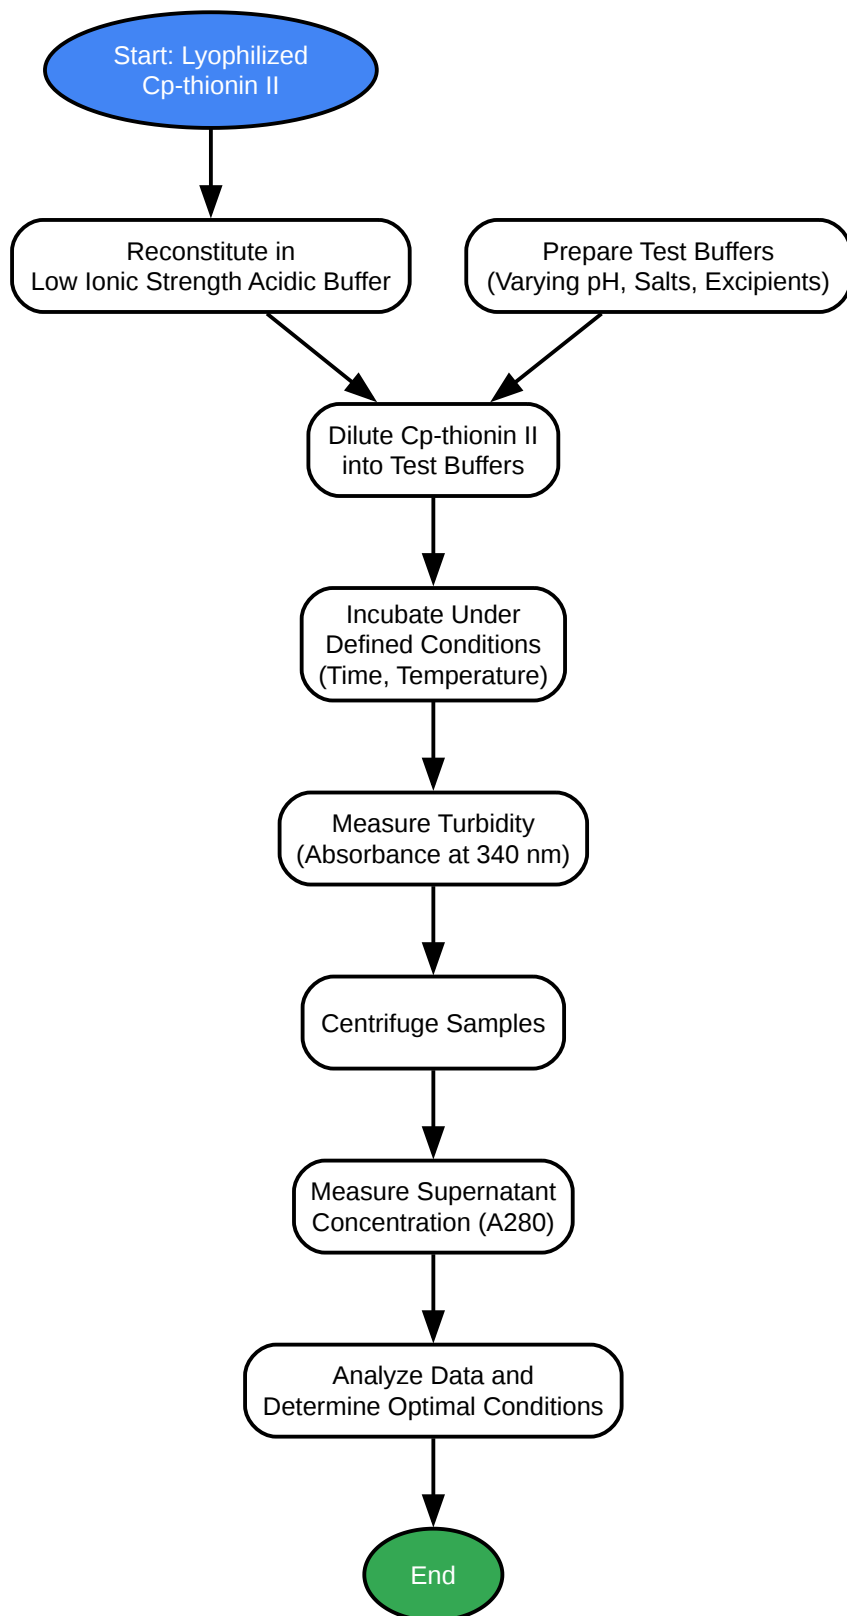 Start: Lyophilized
Cp-thionin II
Reconstitute in
Low Ionic Strength Acidic Buffer
Prepare Test Buffers
(Varying pH, Salts, Excipients)
Dilute Cp-thionin II
into Test Buffers
Incubate Under
Defined Conditions
(Time, Temperature)
Measure Turbidity
(Absorbance at 340 nm)
Centrifuge Samples
Measure Supernatant
Concentration (A280)
Analyze Data and
Determine Optimal Conditions
End